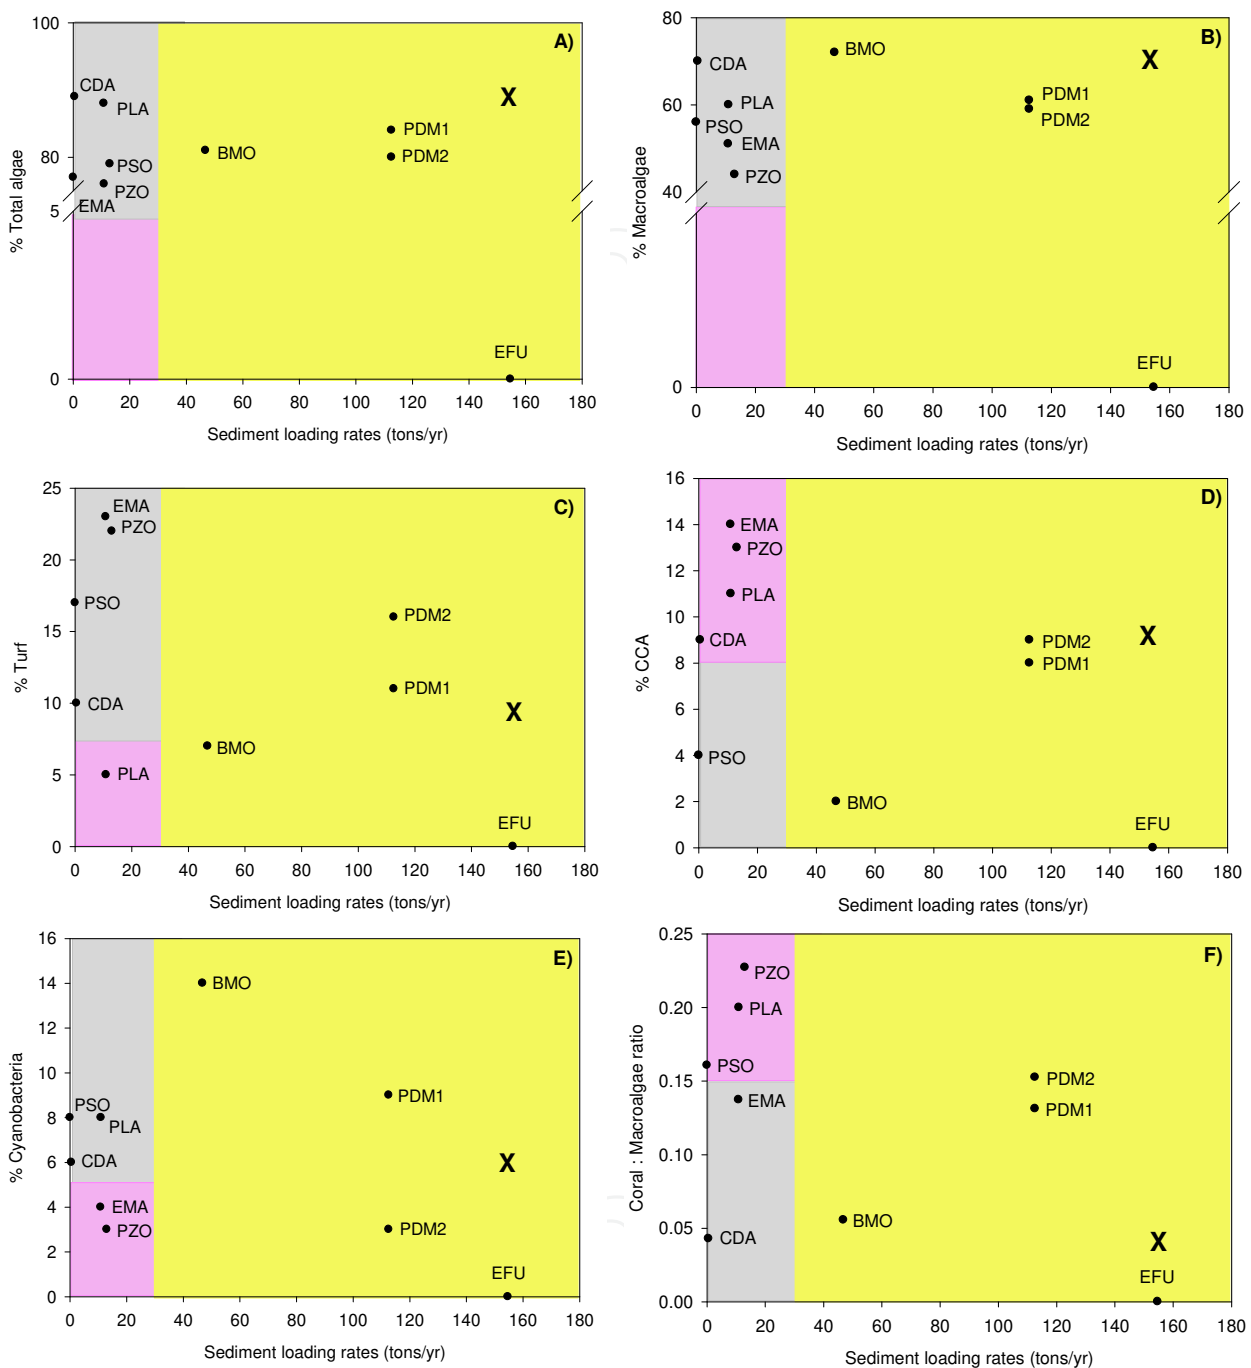 A)
100
80
5
0
% Total algae
CDA
PLA
PSO
PZO
EMA
BMO
PDM1
PDM2
X
EFU
0 20 40 60 80 100 120 140 160 180
Sediment loading rates (tons/yr)
B)
80
60
40
0
% Macroalgae
CDA
BMO
PLA
PSO
EMA
PZO
PDM1
PDM2
X
EFU
0 20 40 60 80 100 120 140 160 180
Sediment loading rates (tons/yr)
C)
25
20
15
10
5
0
% Turf
EMA
PZO
PSO
CDA
PLA
BMO
PDM2
PDM1
X
EFU
0 20 40 60 80 100 120 140 160 180
Sediment loading rates (tons/yr)
D)
16
14
12
10
8
6
4
2
0
% CCA
EMA
PZO
PLA
CDA
PSO
BMO
PDM2
PDM1
X
EFU
0 20 40 60 80 100 120 140 160 180
Sediment loading rates (tons/yr)
E)
16
14
12
10
8
6
4
2
0
% Cyanobacteria
BMO
PSO
PLA
CDA
EMA
PZO
PDM1
PDM2
X
EFU
0 20 40 60 80 100 120 140 160 180
Sediment loading rates (tons/yr)
F)
0.25
0.20
0.15
0.10
0.05
0.00
Coral : Macroalgae ratio
PZO
PLA
PSO
EMA
CDA
BMO
PDM2
PDM1
X
EFU
0 20 40 60 80 100 120 140 160 180
Sediment loading rates (tons/yr)